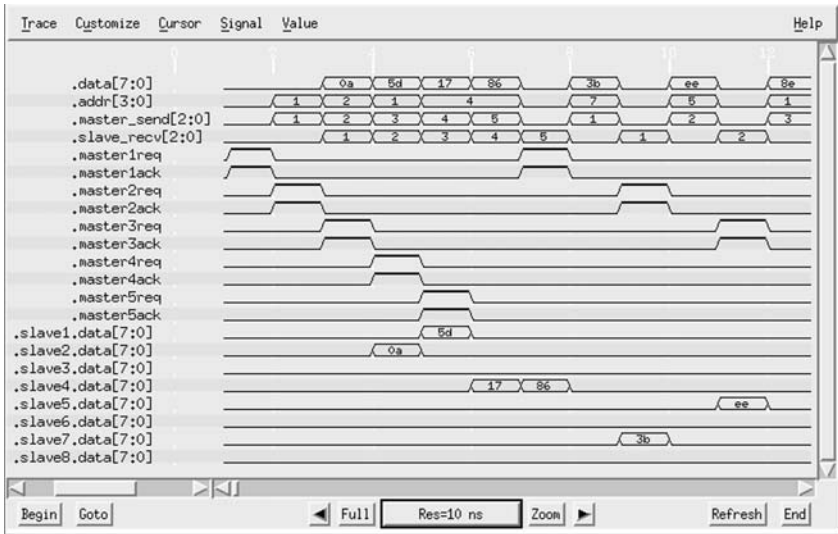 Trace Customize Cursor Signal Value Help
0 2 4 6 8 10 12
.data[7:0] 0a 5d 17 86 3b ee 8e
.addr[3:0] 1 2 1 4 7 5 1
.master_send[2:0] 1 2 3 4 5 1 2 3
.slave_recv[2:0] 1 2 3 4 5 1 2
.master1req
.master1ack
.master2req
.master2ack
.master3req
.master3ack
.master4req
.master4ack
.master5req
.master5ack
.slave1.data[7:0] 5d
.slave2.data[7:0] 0a
.slave3.data[7:0]
.slave4.data[7:0] 17 86
.slave5.data[7:0] ee
.slave6.data[7:0]
.slave7.data[7:0] 3b
.slave8.data[7:0]
Begin Goto Full Res=10 ns Zoom Refresh End